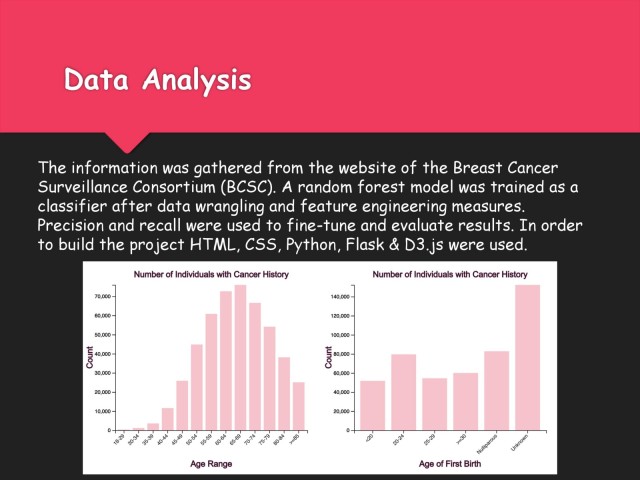 Data Analysis
The information was gathered from the website of the Breast Cancer
Surveillance Consortium (BCSC). A random forest model was trained as a
classifier after data wrangling and feature engineering measures.
Precision and recall were used to fine-tune and evaluate results. In order
to build the project HTML, CSS, Python, Flask & D3.js were used.
Number of Individuals with Cancer History
70,000
60,000
50,000
40,000
30,000
20,000
10,000
0
Count
18-29
30-34
35-39
40-44
45-49
50-54
55-59
60-64
65-69
70-74
75-79
80-84
>=85
Age Range
Number of Individuals with Cancer History
140,000
120,000
100,000
80,000
60,000
40,000
20,000
0
Count
<20
20-24
25-29
>=30
Nulliparous
Unknown
Age of First Birth